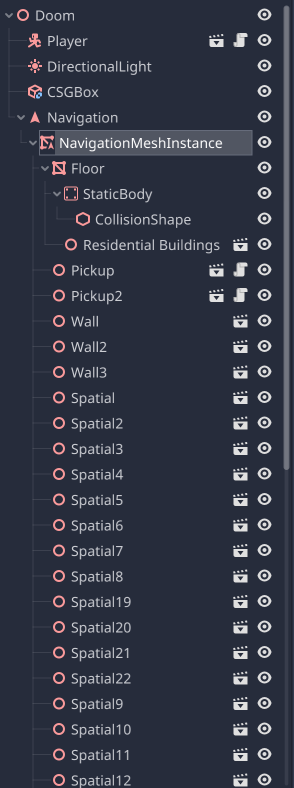 Doom
Player
DirectionalLight
CSGBox
Navigation
NavigationMeshInstance
Floor
StaticBody
CollisionShape
Residential Buildings
Pickup
Pickup2
Wall
Wall2
Wall3
Spatial
Spatial2
Spatial3
Spatial4
Spatial5
Spatial6
Spatial7
Spatial8
Spatial19
Spatial20
Spatial21
Spatial22
Spatial9
Spatial10
Spatial11
Spatial12